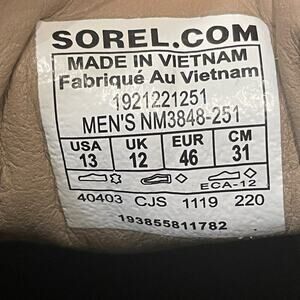 SOREL.COM
MADE IN VIETNAM
Fabriqué Au Vietnam
1921221251
MEN'S NM3848-251
USA UK EUR CM
13 12 46 31
ECA-12
40403 CJS 1119 220
193855811782